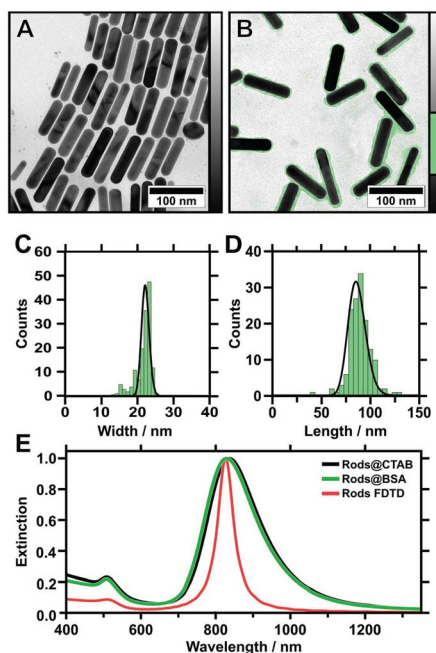 A
B
100 nm
100 nm
C
D
60
50
40
30
20
10
0
Counts
0 10 20 30 40
Width / nm
40
30
20
10
0
Counts
0 50 100 150
Length / nm
E
1.0
0.8
0.6
0.4
0.2
0.0
Extinction
Rods@CTAB
Rods@BSA
Rods FDTD
400 600 800 1000 1200
Wavelength / nm